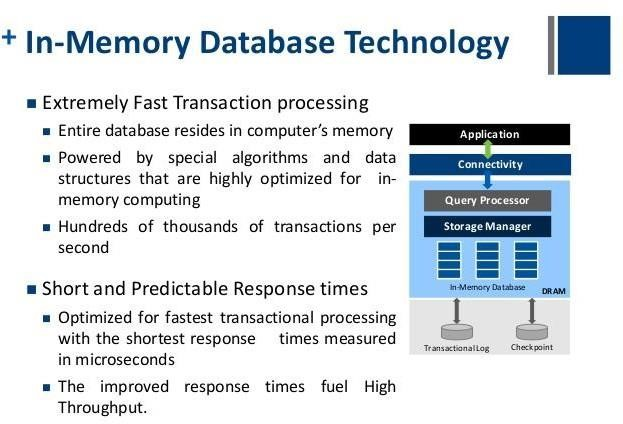 + In-Memory Database Technology
Extremely Fast Transaction processing
Entire database resides in computer's memory
Powered by special algorithms and data
structures that are highly optimized for in-
memory computing
Hundreds of thousands of transactions per
second
Short and Predictable Response times
Optimized for fastest transactional processing
with the shortest response times measured
in microseconds
The improved response times fuel High
Throughput.
Application
Connectivity
Query Processor
Storage Manager
In-Memory Database
DRAM
Transactional Log
Checkpoint